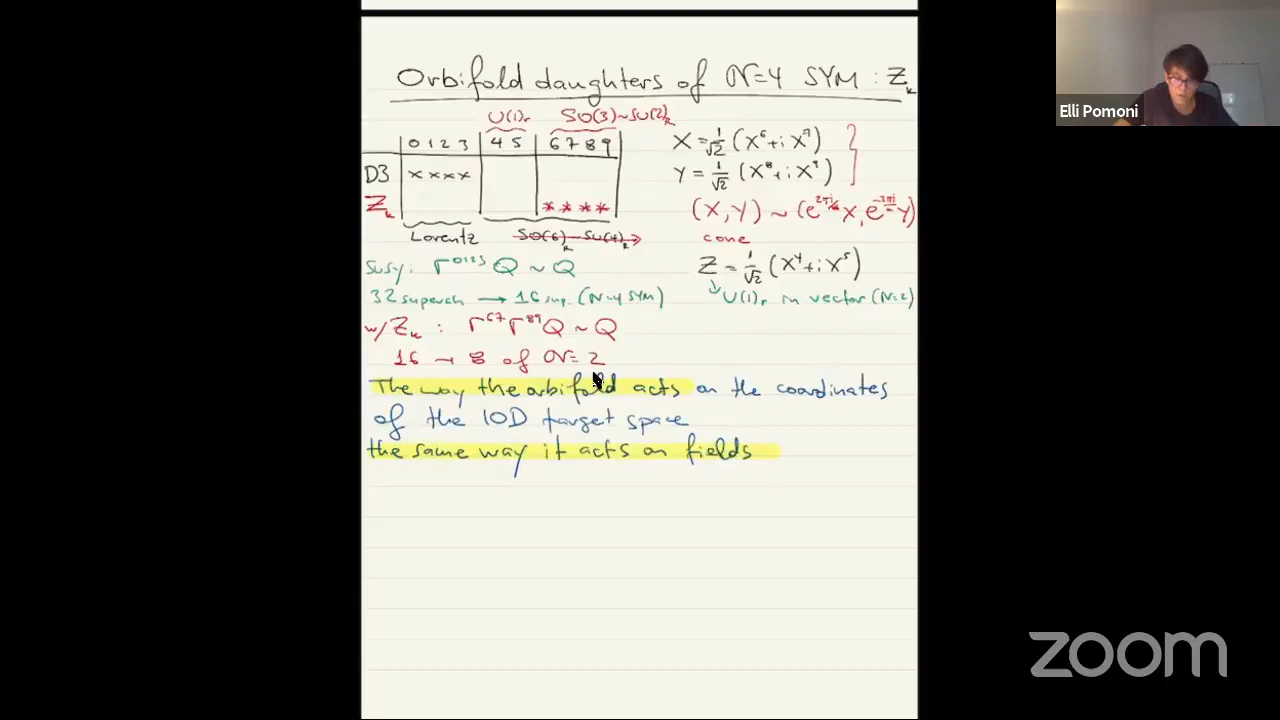 Orbifold daughters of N=4 SYM : Z_k
U(1)_r SO(3)~SU(2)_R
0 1 2 3 4 5 6 7 8 9
X = 1/√2 (X^6 + i X^7)
D3 × × × ×
Y = 1/√2 (X^8 + i X^9)
Z_k * * * *
(X,Y) ~ (e^{2πi/k} X, e^{-2πi/k} Y)
Lorentz SO(6)_R ~ SU(4)_R
cone
Z = 1/√2 (X^4 + i X^5)
susy: Γ^0123 Q ~ Q
↳ U(1)_r in vector (N=2)
32 superch → 16 sup. (N=4 SYM)
w/ Z_k : Γ^67 Γ^89 Q ~ Q
16 → 8 of N=2
The way the orbifold acts on the coordinates
of the 10D target space
the same way it acts on fields
Elli Pomoni
zoom